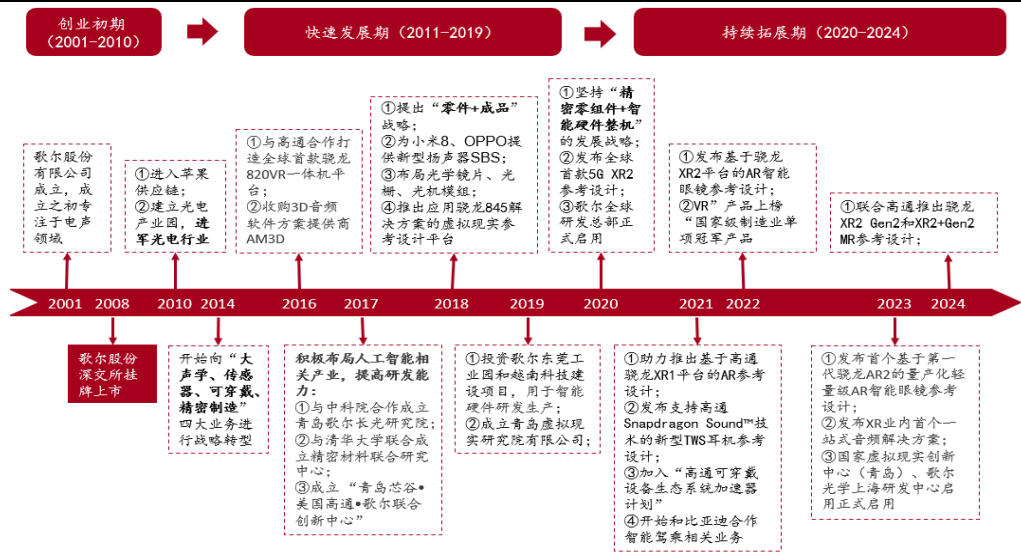 创业初期
（2001-2010）
快速发展期（2011-2019）
持续拓展期（2020-2024）
歌尔股份
有限公司
成立，成
立之初专
注于电声
领域
①进入苹果
供应链；
②建立光电
产业园，进
军光电行业
①与高通合作打
造全球首款骁龙
820VR一体机平
台；
②收购3D音频
软件方案提供商
AM3D
①提出“零件+成品”
战略；
②为小米8、OPPO提
供新型扬声器SBS；
③布局光学镜片、光
栅、光机模组；
④推出应用骁龙845解
决方案的虚拟现实参
考设计平台
①坚持“精
密零组件+智
能硬件整机”
的发展战略；
②发布全球
首款5G XR2
参考设计；
③歌尔全球
研发总部正
式启用
①发布基于骁龙
XR2平台的AR智能
眼镜参考设计；
②VR”产品上榜
“国家级制造业单
项冠军产品
①联合高通推出骁龙
XR2 Gen2和XR2+Gen2
MR参考设计；
2001
2008
2010
2014
2016
2017
2018
2019
2020
2021
2022
2023
2024
歌尔股份
深交所挂
牌上市
开始向“大
声学、传感
器、可穿戴、
精密制造”
四大业务进
行战略转型
积极布局人工智能相
关产业，提高研发能
力：
①与中科院合作成立
青岛歌尔长光研究院；
②与清华大学联合成
立精密材料联合研究
中心；
③成立“青岛芯谷•
美国高通•歌尔联合
创新中心”
①投资歌尔东莞工
业园和越南科技建
设项目，用于智能
硬件研发生产；
②成立青岛虚拟现
实研究院有限公司；
①助力推出基于高通
骁龙XR1平台的AR参考
设计；
②发布支持高通
Snapdragon Sound™技
术的新型TWS耳机参考
设计；
③加入“高通可穿戴
设备生态系统加速器
计划”
④开始和比亚迪合作
智能驾乘相关业务
①发布首个基于第一
代骁龙AR2的量产化轻
量级AR智能眼镜参考
设计；
②发布XR业内首个一
站式音频解决方案；
③国家虚拟现实创新
中心（青岛）、歌尔
光学上海研发中心启
用正式启用